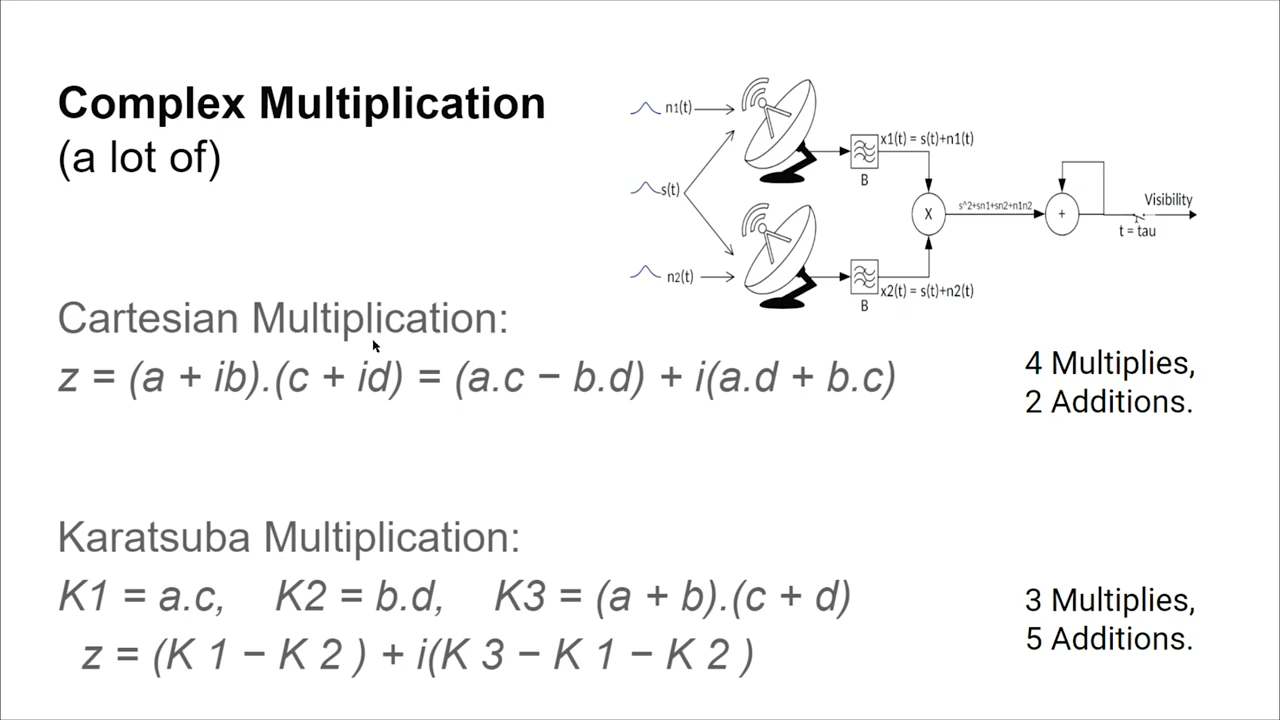 Complex Multiplication
(a lot of)
n1(t)
s(t)
n2(t)
x1(t) = s(t)+n1(t)
B
X
s^2+sn1+sn2+n1n2
+
Visibility
t = tau
B
x2(t) = s(t)+n2(t)
Cartesian Multiplication:
z = (a + ib).(c + id) = (a.c − b.d) + i(a.d + b.c)
4 Multiplies,
2 Additions.
Karatsuba Multiplication:
K1 = a.c, K2 = b.d, K3 = (a + b).(c + d)
z = (K 1 − K 2 ) + i(K 3 − K 1 − K 2 )
3 Multiplies,
5 Additions.